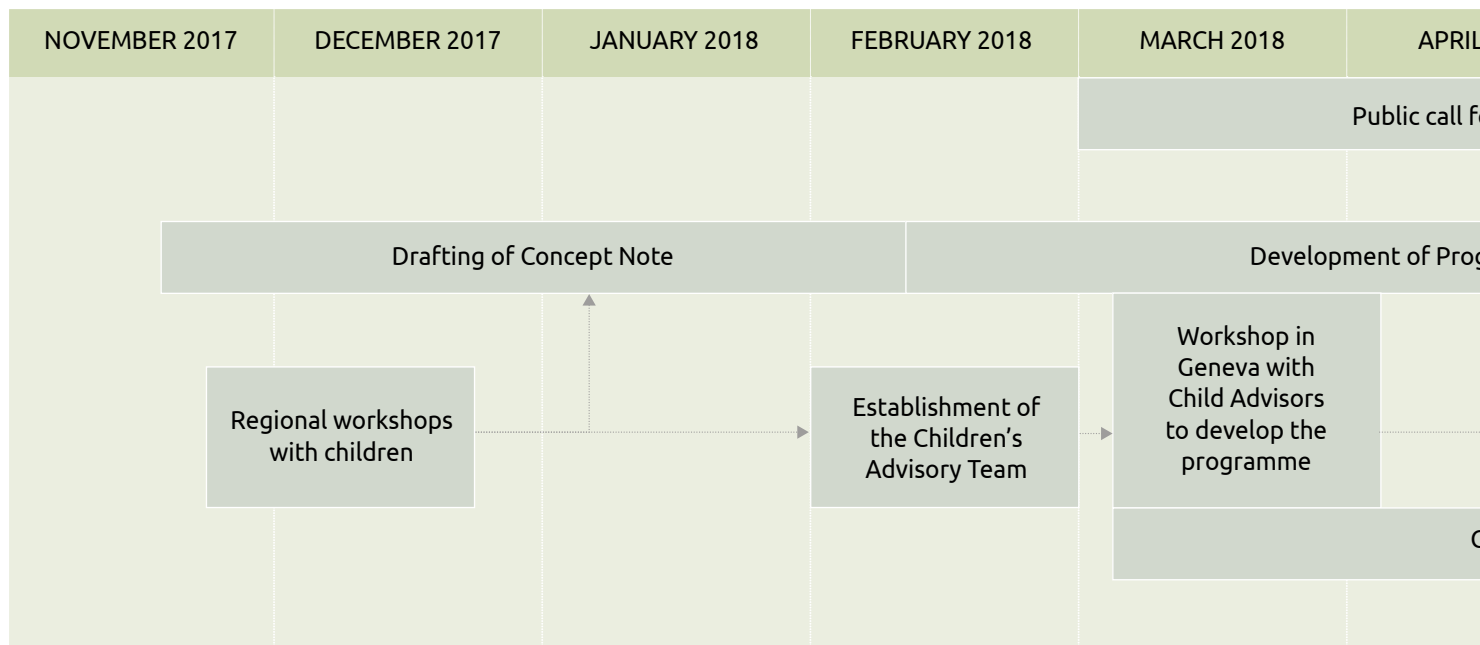 NOVEMBER 2017
DECEMBER 2017
JANUARY 2018
FEBRUARY 2018
MARCH 2018
APRIL
Public call
Drafting of Concept Note
Development of
Regional workshops
with children
Establishment of
the Children’s
Advisory Team
Workshop in
Geneva with
Child Advisors
to develop the
programme